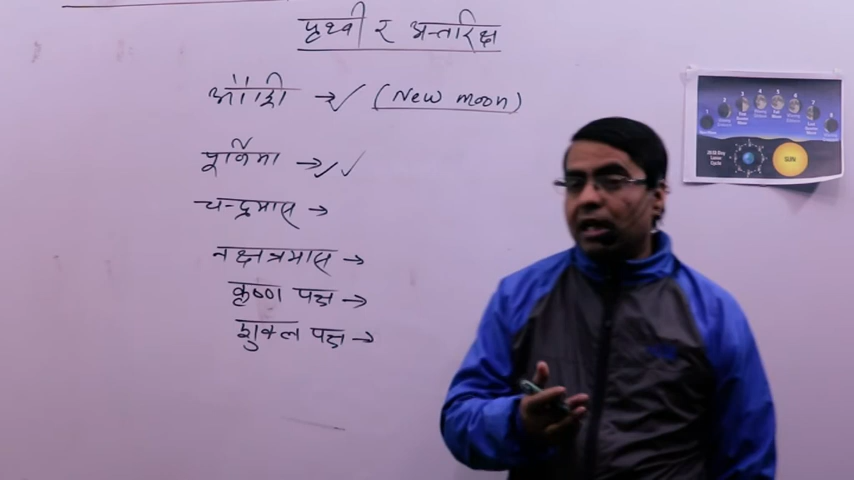 पृथ्वी र अन्तरिक्ष
औंशी → ✓ (New moon)
पूर्णिमा → ✓✓
चन्द्रमास →
नक्षत्रमास →
कृष्ण पक्ष →
शुक्ल पक्ष →
SUN